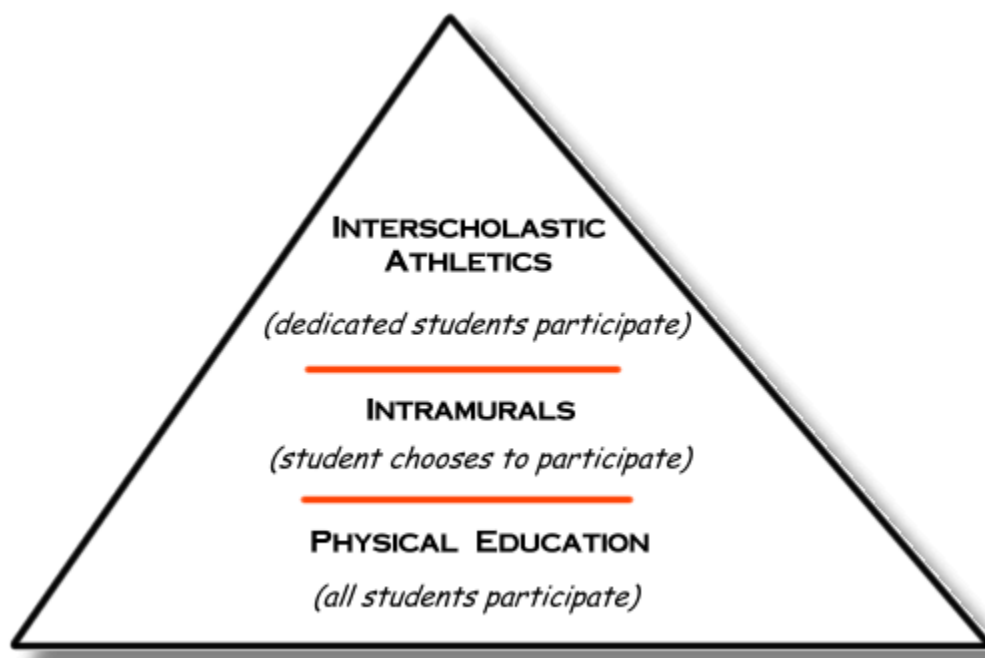 INTERSCHOLASTIC
ATHLETICS
(dedicated students participate)
INTRAMURALS
(student chooses to participate)
PHYSICAL EDUCATION
(all students participate)